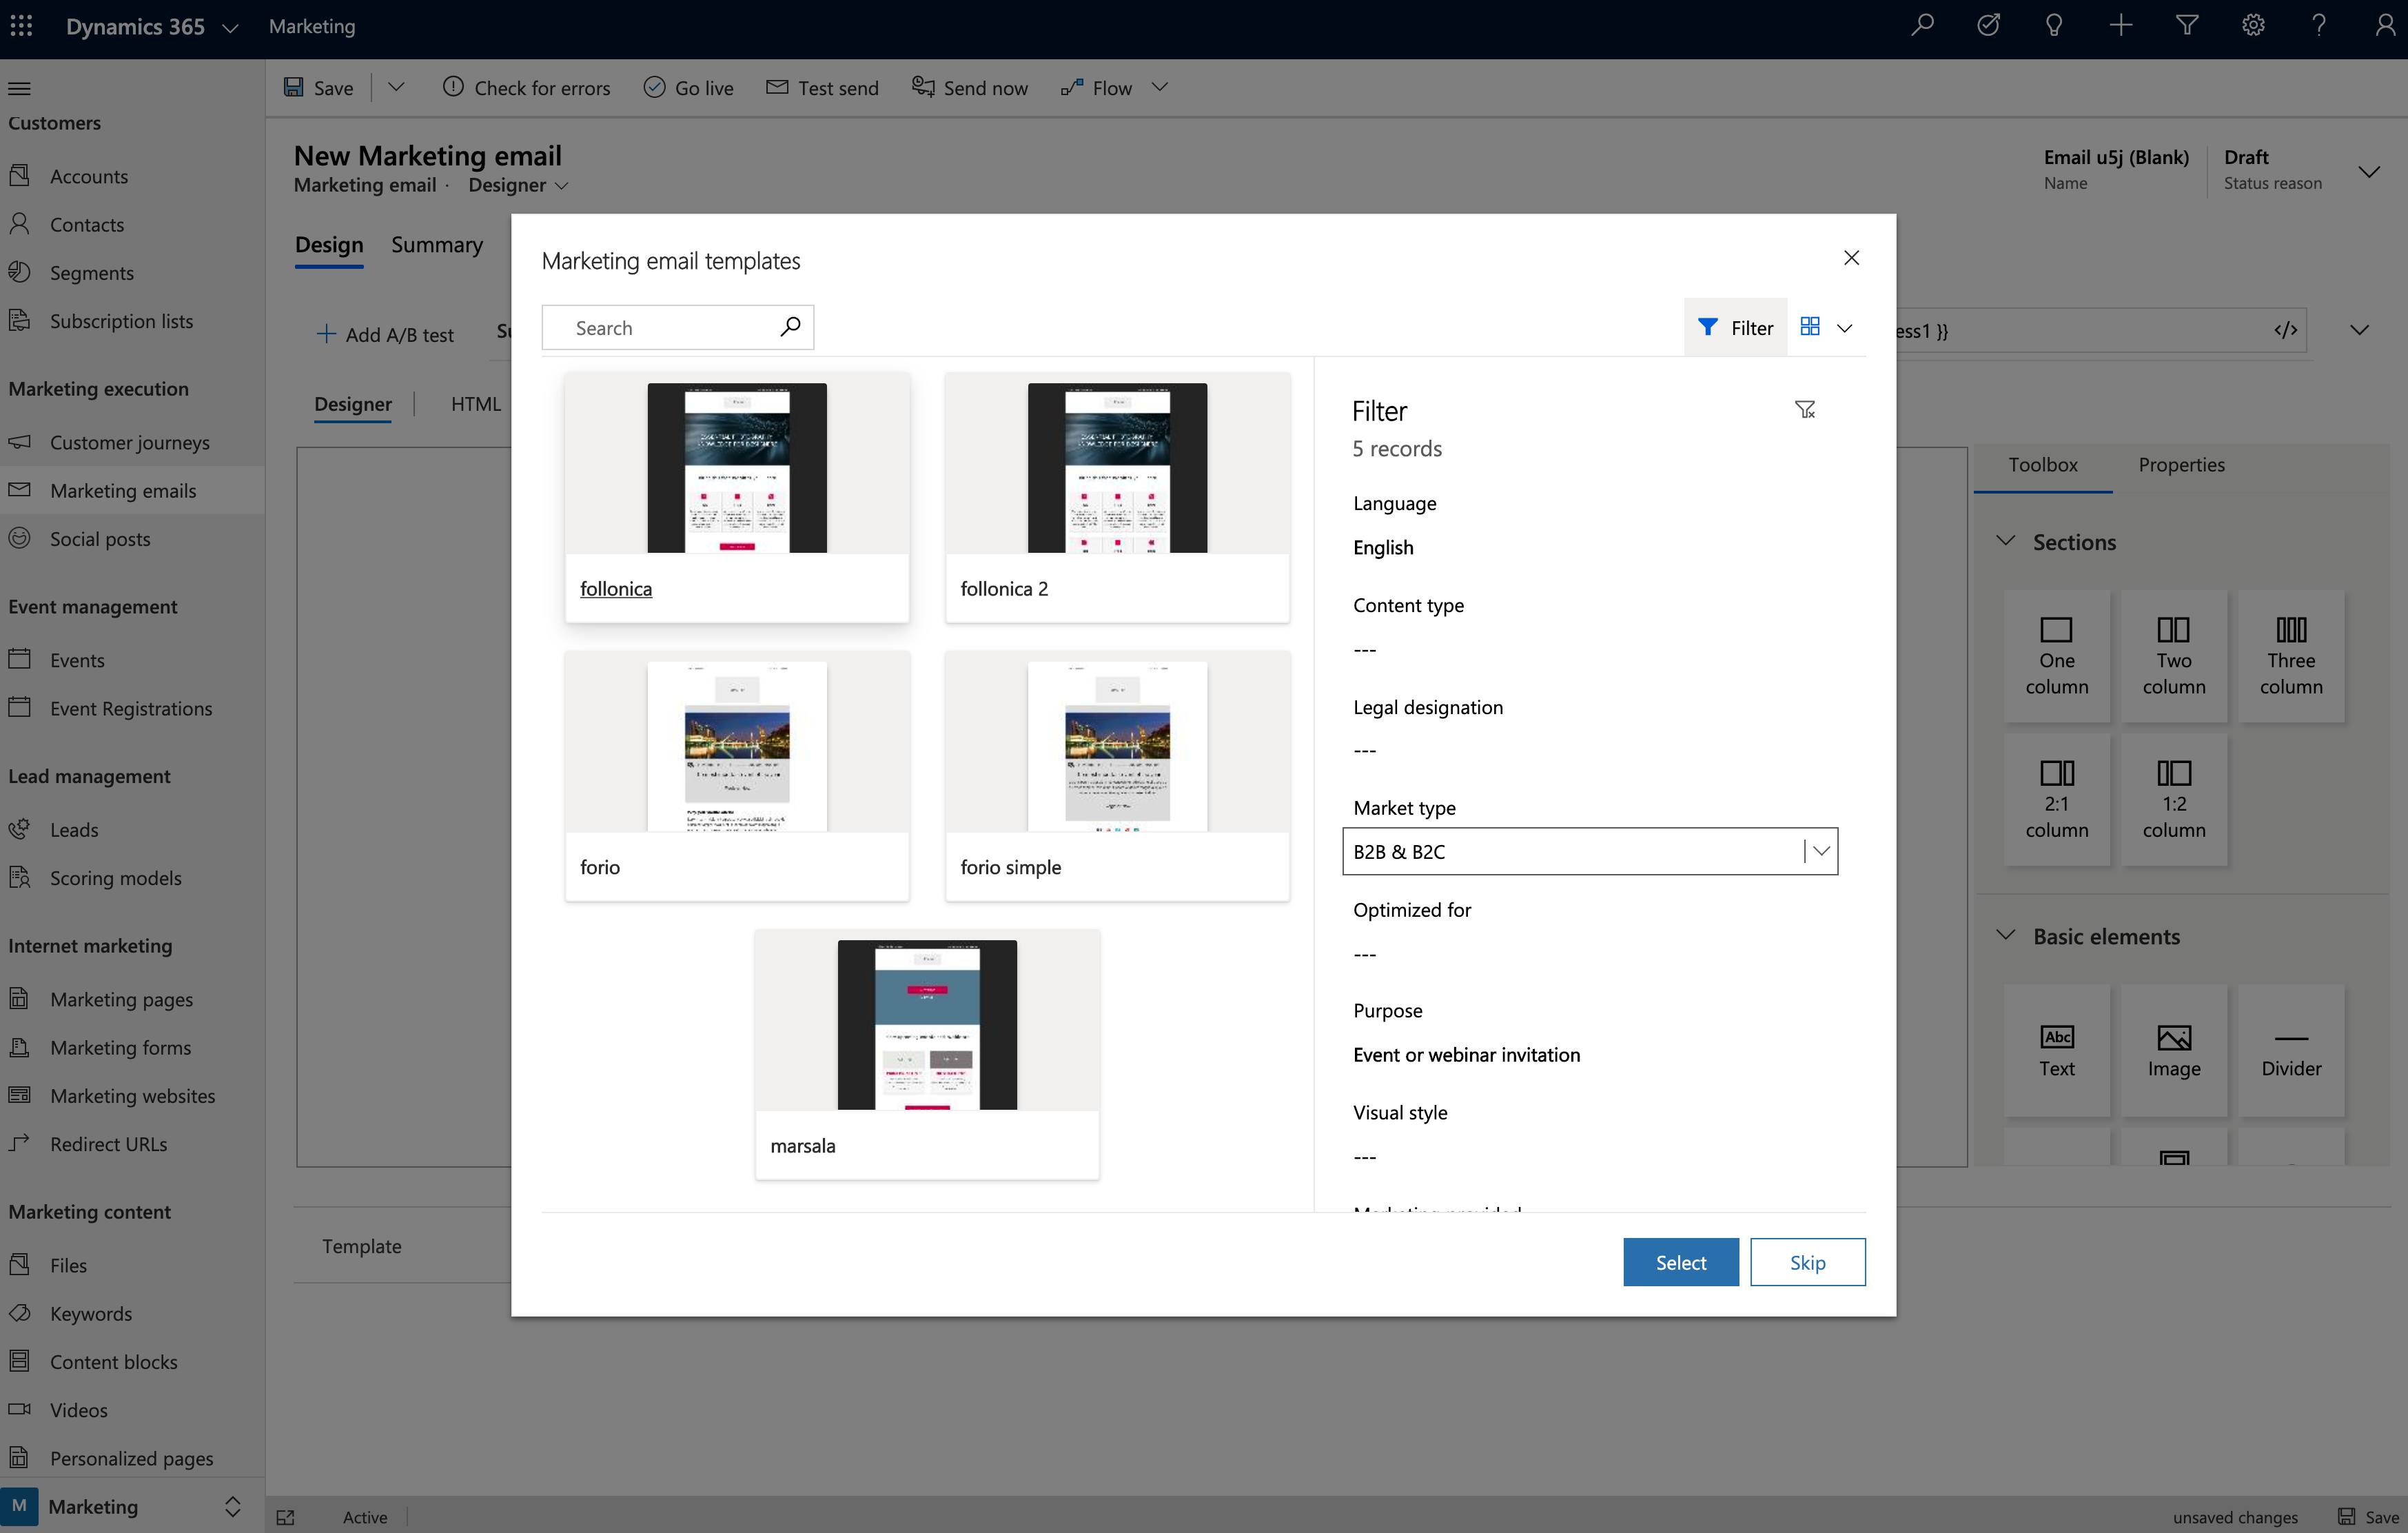 Dynamics 365
Marketing
Save
Check for errors
Go live
Test send
Send now
Flow
Customers
Accounts
Contacts
Segments
Subscription lists
Marketing execution
Customer journeys
Marketing emails
Social posts
Event management
Events
Event Registrations
Lead management
Leads
Scoring models
Internet marketing
Marketing pages
Marketing forms
Marketing websites
Redirect URLs
Marketing content
Files
Keywords
Content blocks
Videos
Personalized pages
M Marketing
New Marketing email
Marketing email · Designer
Email u5j (Blank)
Name
Draft
Status reason
Design Summary
Add A/B test
ess1 }}
</>
Designer HTML
Marketing email templates
Search
Filter
follonica
follonica 2
forio
forio simple
marsala
Filter
5 records
Language
English
Content type
---
Legal designation
---
Market type
B2B & B2C
Optimized for
---
Purpose
Event or webinar invitation
Visual style
---
Select
Skip
Toolbox Properties
Sections
One column
Two column
Three column
2:1 column
1:2 column
Basic elements
Abc
Text
Image
Divider
Template
Active
unsaved changes
Save